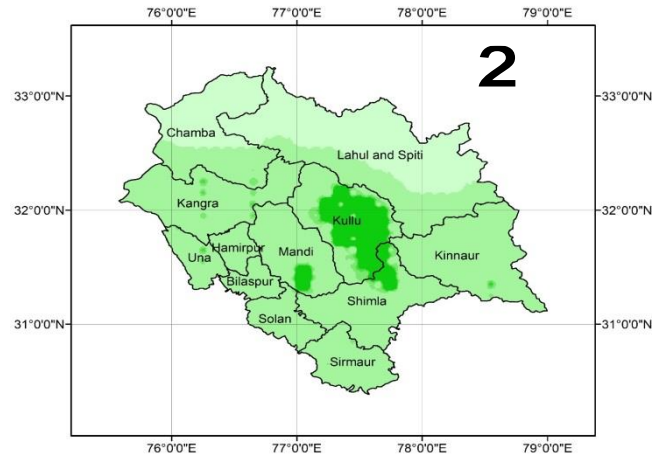 76°0'0"E 77°0'0"E 78°0'0"E 79°0'0"E
2
33°0'0"N 33°0'0"N
Chamba
Lahul and Spiti
Kangra
32°0'0"N 32°0'0"N
Kullu
Hamirpur Mandi
Una Kinnaur
Bilaspur
Shimla
Solan
31°0'0"N 31°0'0"N
Sirmaur
76°0'0"E 77°0'0"E 78°0'0"E 79°0'0"E